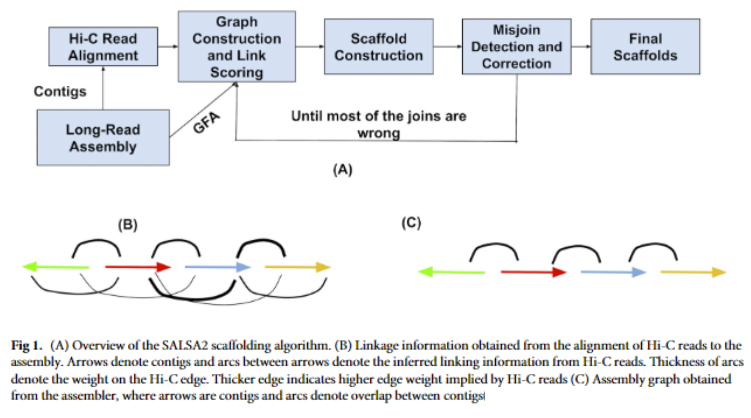 Graph
Construction
and Link
Scoring
Hi-C Read
Alignment
Scaffold
Construction
Misjoin
Detection and
Correction
Final
Scaffolds
Contigs
GFA
Long-Read
Assembly
Until most of the joins are
wrong
(A)
(B)
(C)
Fig 1. (A) Overview of the SALSA2 scaffolding algorithm. (B) Linkage information obtained from the alignment of Hi-C reads to the
assembly. Arrows denote contigs and arcs between arrows denote the inferred linking information from Hi-C reads. Thickness of arcs
denote the weight on the Hi-C edge. Thicker edge indicates higher edge weight implied by Hi-C reads (C) Assembly graph obtained
from the assembler, where arrows are contigs and arcs denote overlap between contigs